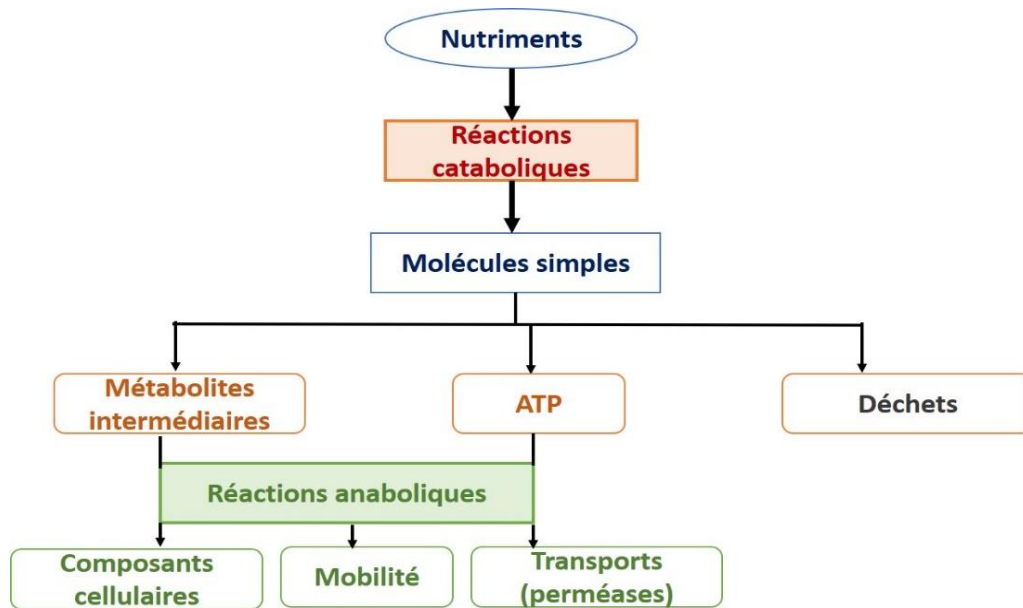 Nutriments
Réactions
cataboliques
Molécules simples
Métabolites
intermédiaires
ATP
Déchets
Réactions anaboliques
Composants
cellulaires
Mobilité
Transports
(perméases)